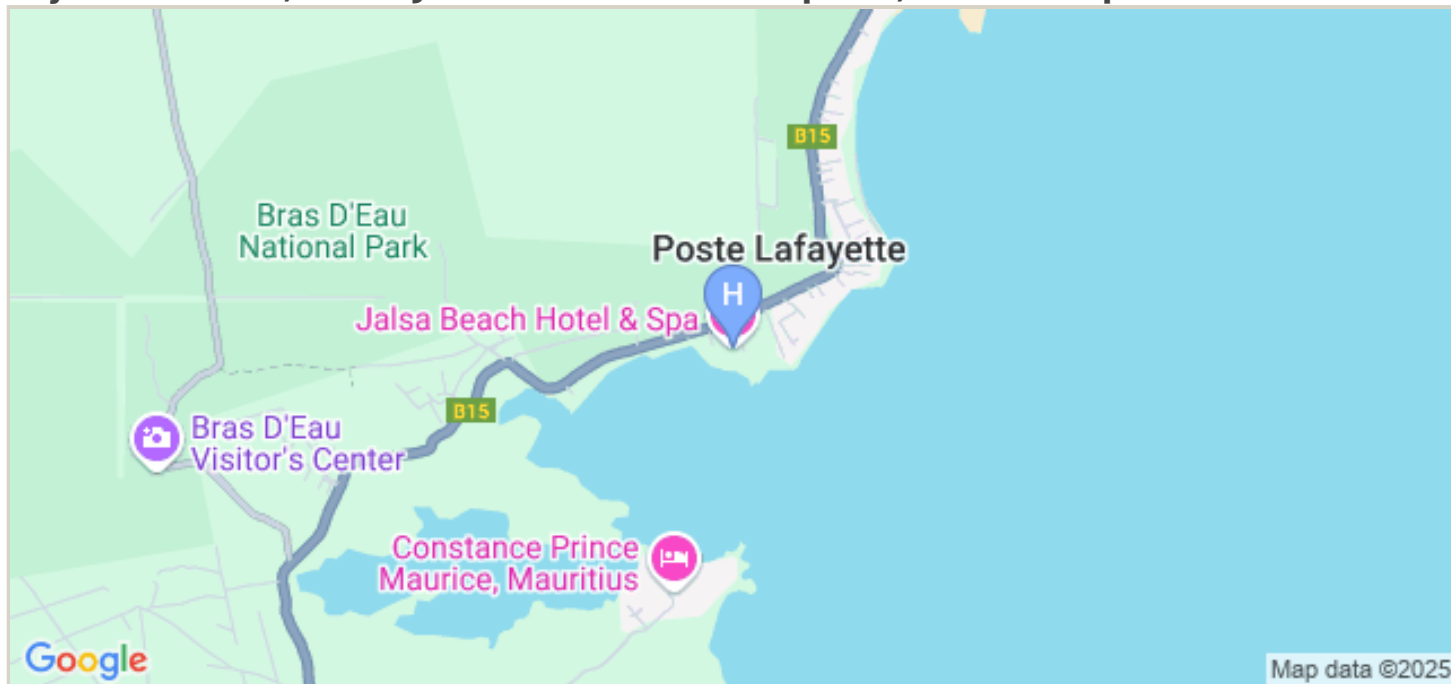 B15
Bras D'Eau
National Park
Poste Lafayette
H
Jalsa Beach Hotel & Spa
B15
Bras D'Eau
Visitor's Center
Constance Prince
Maurice, Mauritius
Google
Map data ©2025